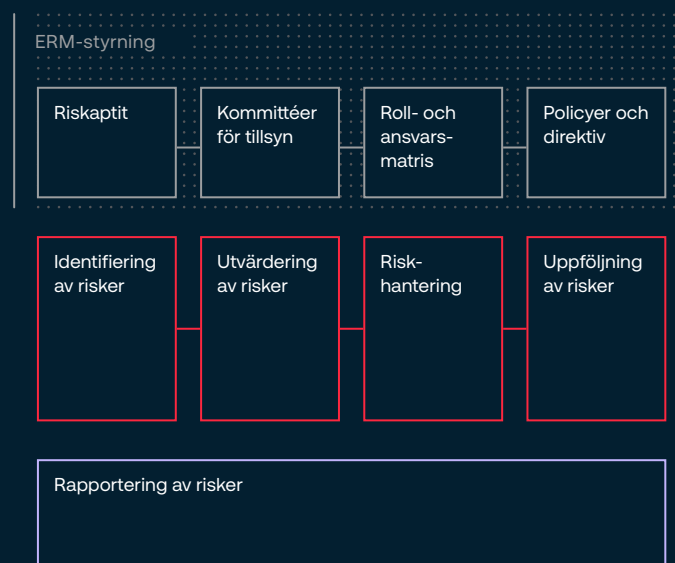 ERM-styrning
Riskaptit
Kommittéer
för tillsyn
Roll- och
ansvars-
matris
Policyer och
direktiv
Identifiering
av risker
Utvärdering
av risker
Risk-
hantering
Uppföljning
av risker
Rapportering av risker